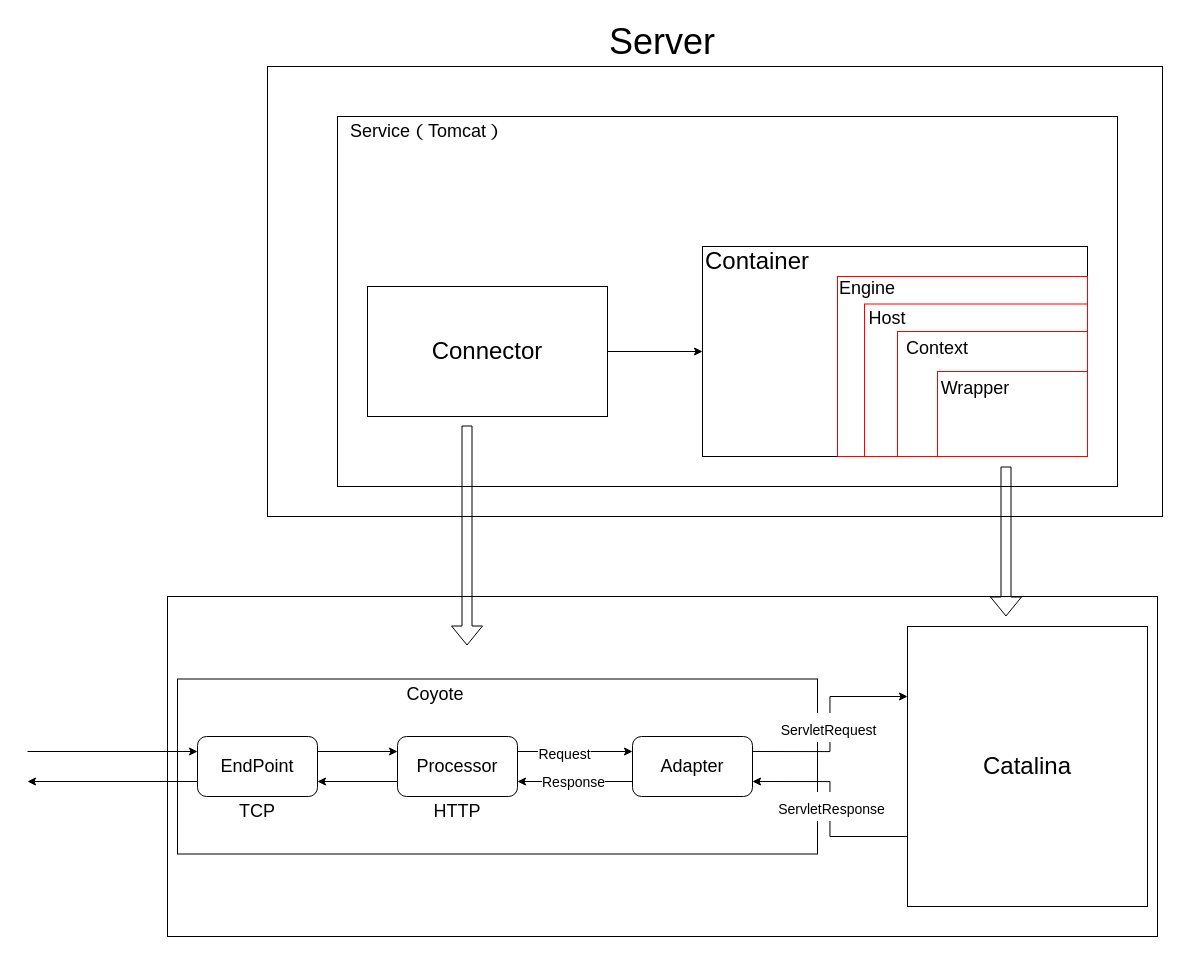 Server
Service ( Tomcat )
Container
Engine
Host
Connector
Context
Wrapper
Coyote
ServletRequest
Request
EndPoint
Processor
Adapter
Catalina
Response
TCP
HTTP
ServletResponse